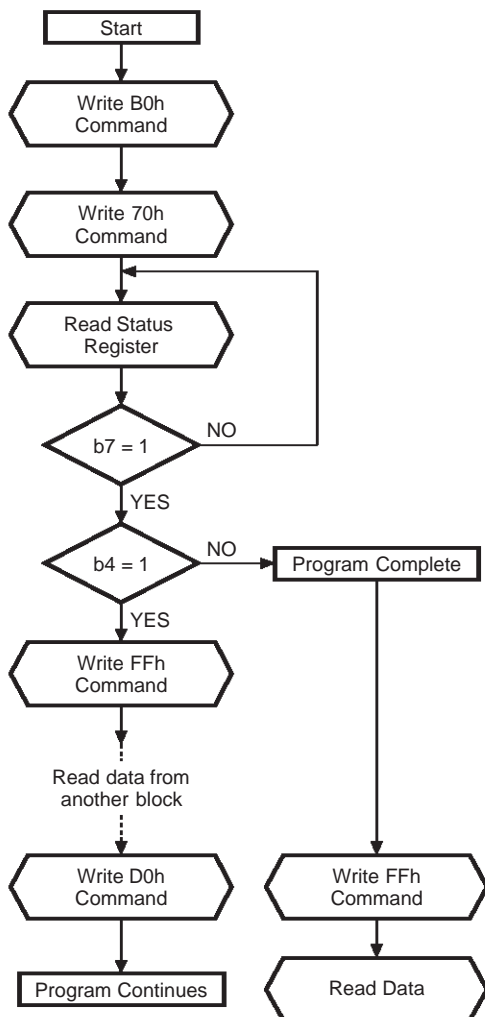 Start
Write B0h
Command
Write 70h
Command
Read Status
Register
b7 = 1
NO
YES
b4 = 1
NO
Program Complete
YES
Write FFh
Command
Read data from
another block
Write D0h
Command
Write FFh
Command
Program Continues
Read Data